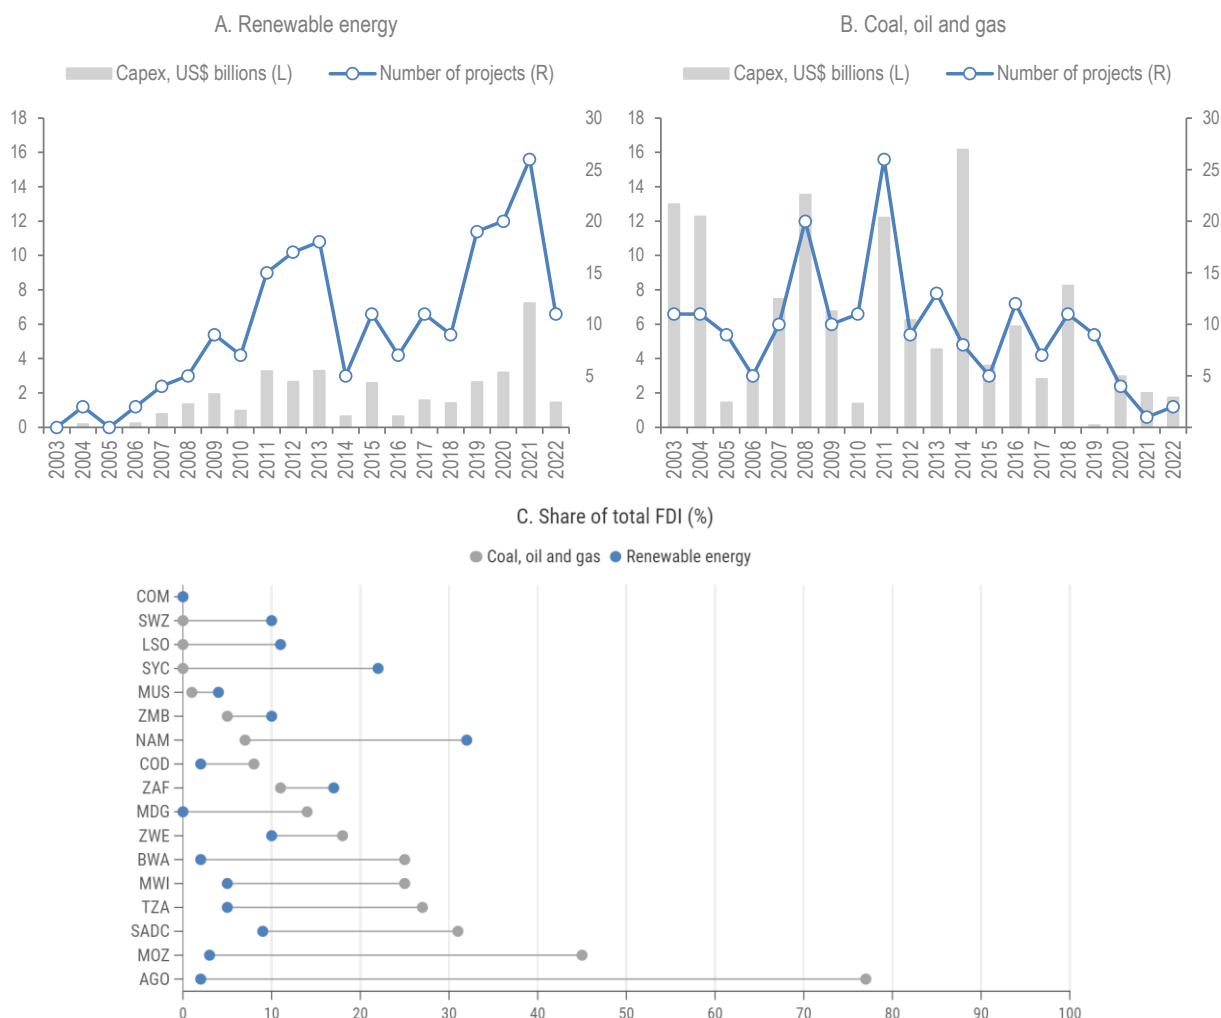 A. Renewable energy
Capex, US$ billions (L) Number of projects (R)
18
16
14
12
10
8
6
4
2
0
30
25
20
15
10
5
2003 2004 2005 2006 2007 2008 2009 2010 2011 2012 2013 2014 2015 2016 2017 2018 2019 2020 2021 2022
B. Coal, oil and gas
Capex, US$ billions (L) Number of projects (R)
18
16
14
12
10
8
6
4
2
0
30
25
20
15
10
5
2003 2004 2005 2006 2007 2008 2009 2010 2011 2012 2013 2014 2015 2016 2017 2018 2019 2020 2021 2022
C. Share of total FDI (%)
Coal, oil and gas Renewable energy
COM
SWZ
LSO
SYC
MUS
ZMB
NAM
COD
ZAF
MDG
ZWE
BWA
MWI
TZA
SADC
MOZ
AGO
0 10 20 30 40 50 60 70 80 90 100